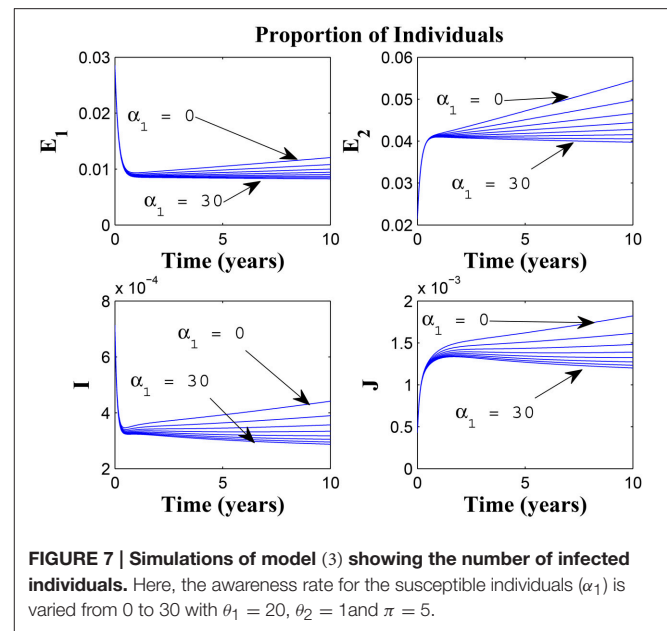 Proportion of Individuals
0.03
0.02
0.01
0
E₁
α₁ = 0
α₁ = 30
0 5 10
Time (years)
0.06
0.05
0.04
0.03
0.02
E₂
α₁ = 0
α₁ = 30
0 5 10
Time (years)
x 10⁻⁴
8
6
4
2
I
α₁ = 0
α₁ = 30
0 5 10
Time (years)
x 10⁻³
2
1.5
1
0.5
0
J
α₁ = 0
α₁ = 30
0 5 10
Time (years)
FIGURE 7 | Simulations of model (3) showing the number of infected
individuals. Here, the awareness rate for the susceptible individuals (α₁) is
varied from 0 to 30 with θ₁ = 20, θ₂ = 1and π = 5.